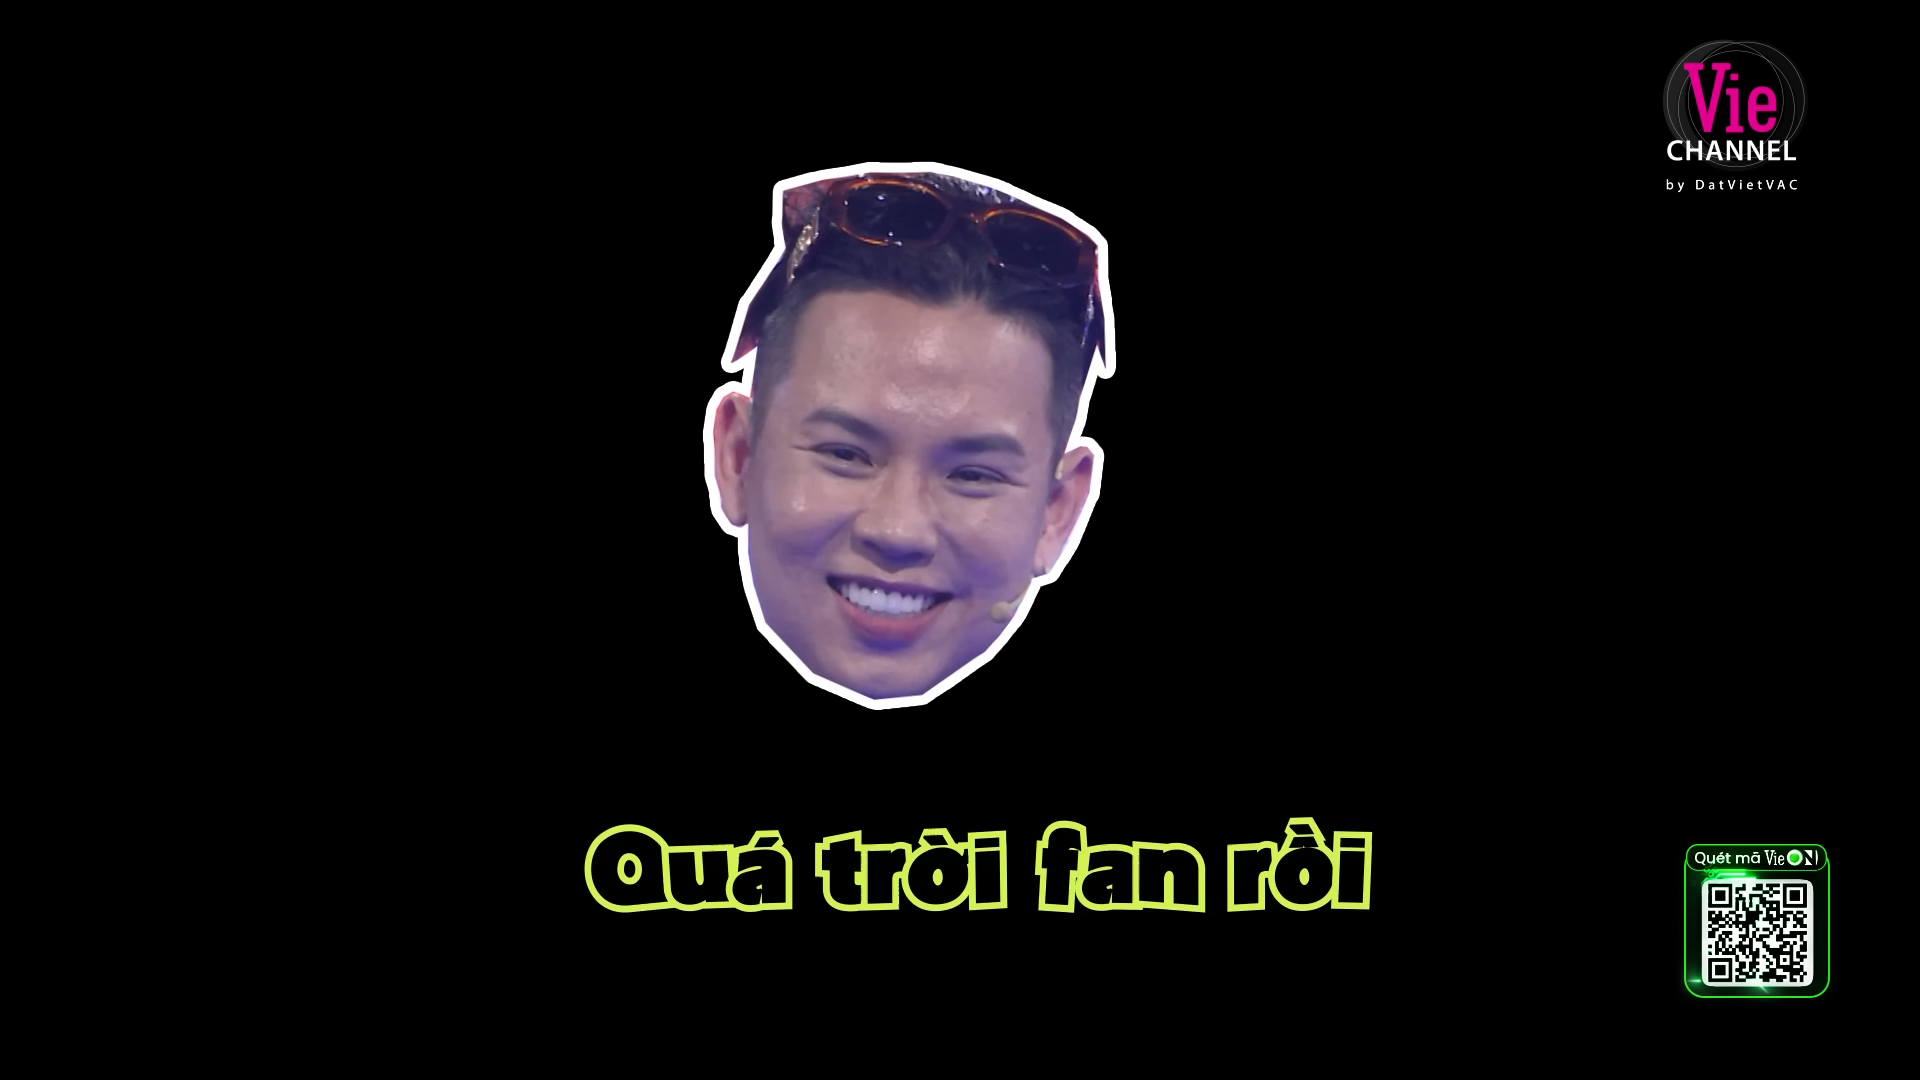 Vie
CHANNEL
by DatVietVAC
Quá trời fan rồi
Quét mã VieON